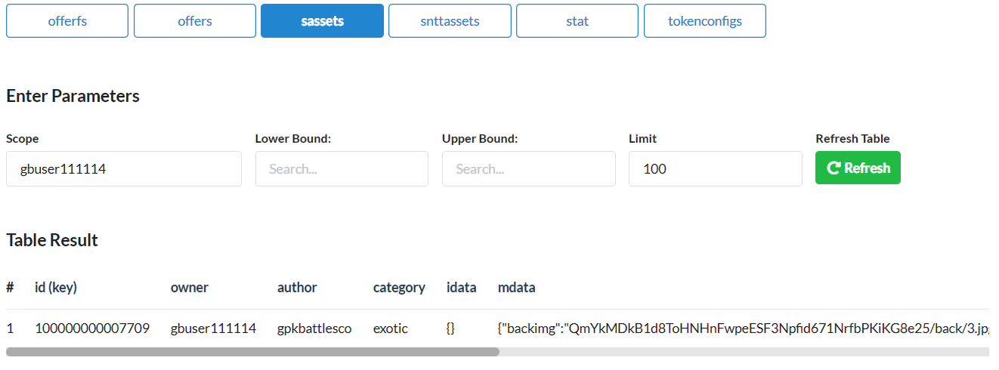 offerfs offers sassets snttassets stat tokenconfigs
Enter Parameters
Scope Lower Bound: Upper Bound: Limit Refresh Table
gbuser111114 Search... Search... 100 Refresh
Table Result
# id (key) owner author category idata mdata
1 100000000007709 gbuser111114 gpkbattlesco exotic {} {"backimg":"QmYkMDkB1d8ToHNHnFwpeESF3Npfid671NrfbPKiKG8e25/back/3.jpg